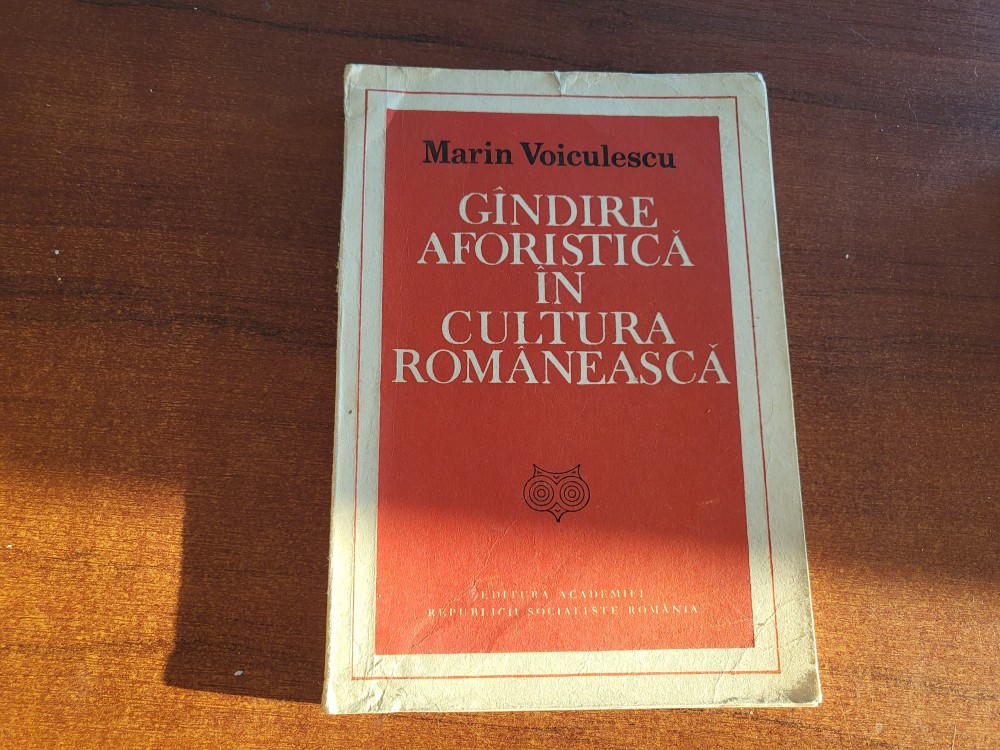 Marin Voiculescu
GÎNDIRE
AFORISTICĂ
ÎN
CULTURA
ROMÂNEASCĂ
EDITURA ACADEMIEI
REPUBLICII SOCIALISTE ROMÂNIA